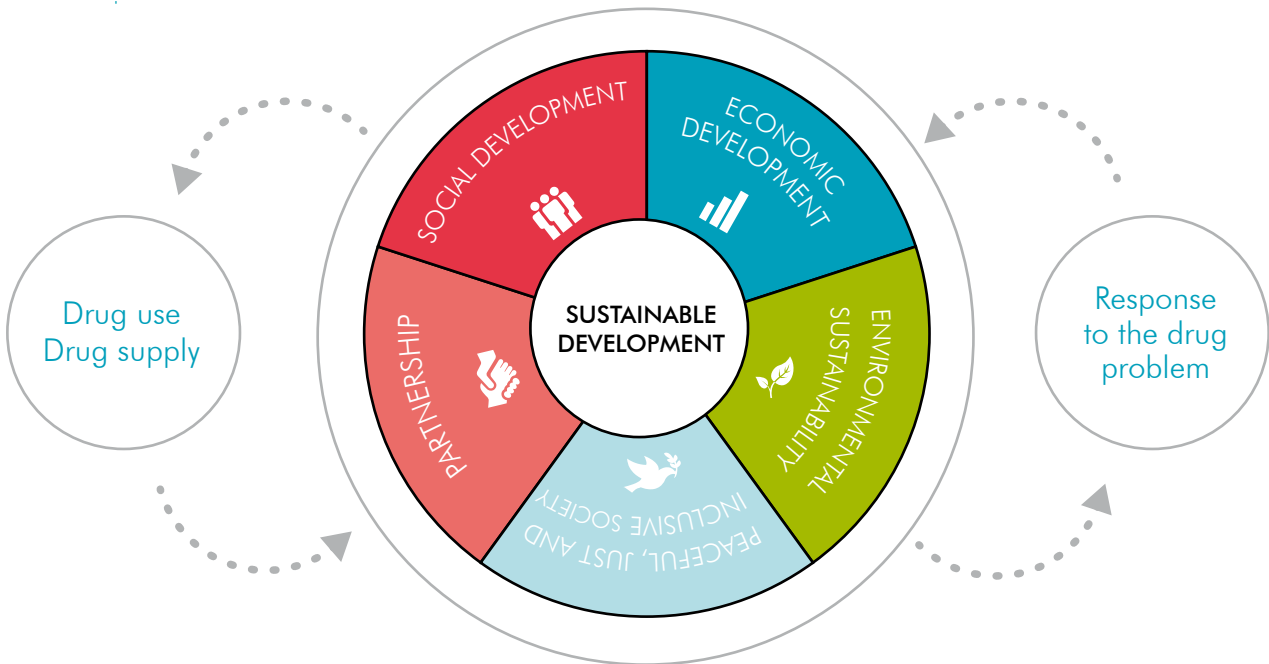 SOCIAL DEVELOPMENT
ECONOMIC
DEVELOPMENT
Drug use
Drug supply
SUSTAINABLE
DEVELOPMENT
Response
to the drug
problem
PARTNERSHIP
ENVIRONMENTAL
SUSTAINABILITY
PEACEFUL, JUST AND
INCLUSIVE SOCIETY